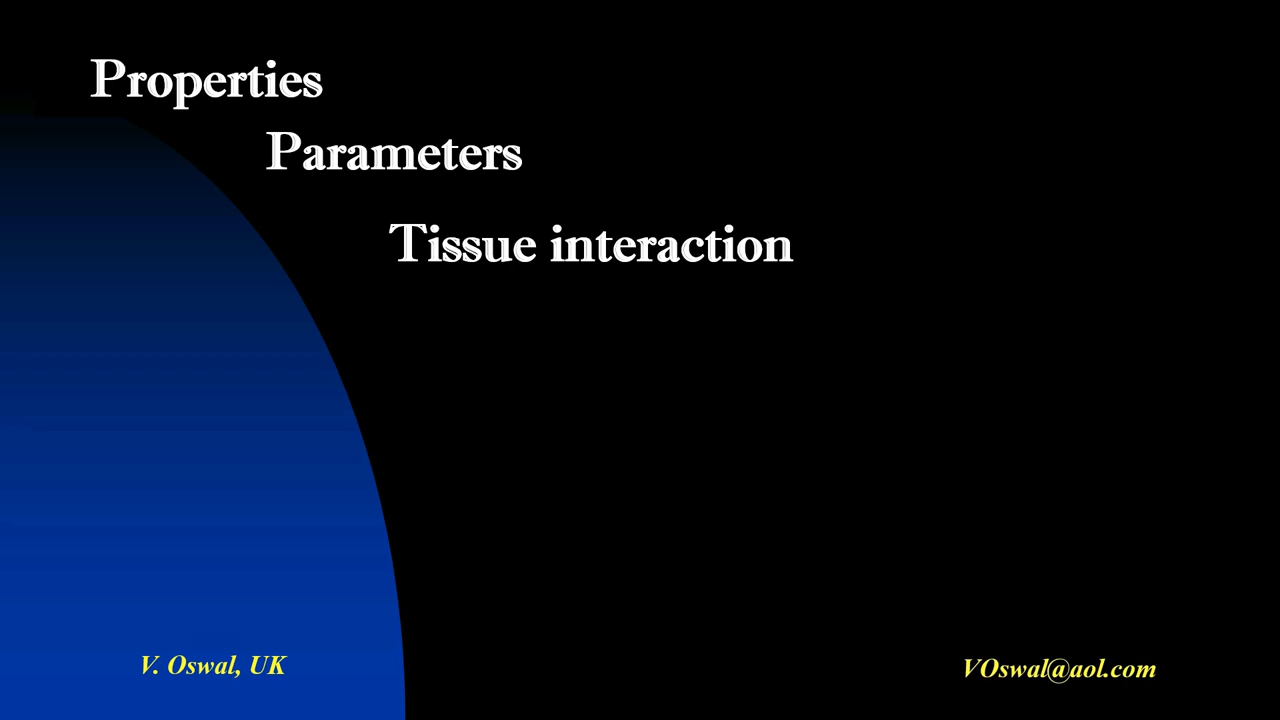 Properties
Parameters
Tissue interaction
V. Oswal, UK
VOswal@aol.com